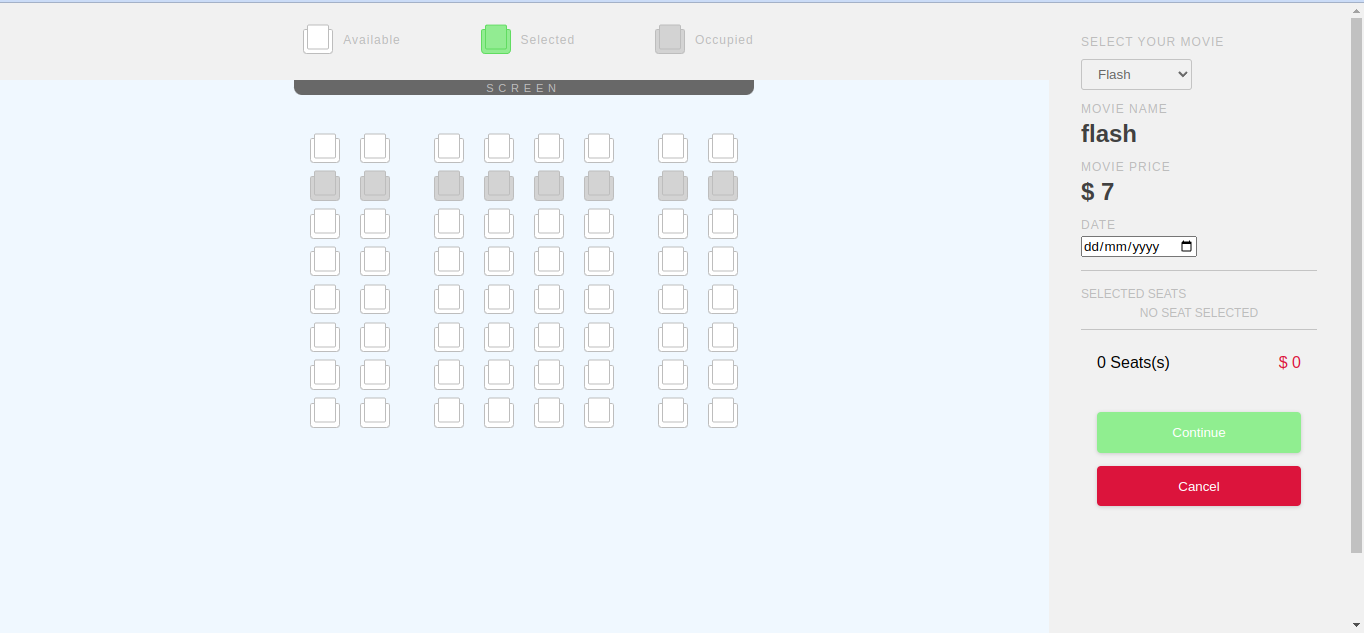 Available
Selected
Occupied
SCREEN
SELECT YOUR MOVIE
Flash
MOVIE NAME
flash
MOVIE PRICE
$ 7
DATE
dd/mm/yyyy
SELECTED SEATS
NO SEAT SELECTED
0 Seats(s)
$ 0
Continue
Cancel